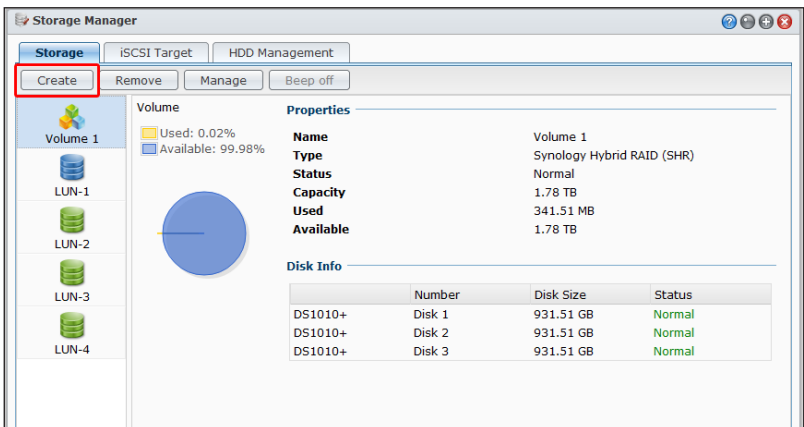 Storage Manager
Storage iSCSI Target HDD Management
Create Remove Manage Beep off
Volume 1
LUN-1
LUN-2
LUN-3
LUN-4
Volume
Used: 0.02%
Available: 99.98%
Properties
Name Volume 1
Type Synology Hybrid RAID (SHR)
Status Normal
Capacity 1.78 TB
Used 341.51 MB
Available 1.78 TB
Disk Info
Number Disk Size Status
DS1010+ Disk 1 931.51 GB Normal
DS1010+ Disk 2 931.51 GB Normal
DS1010+ Disk 3 931.51 GB Normal